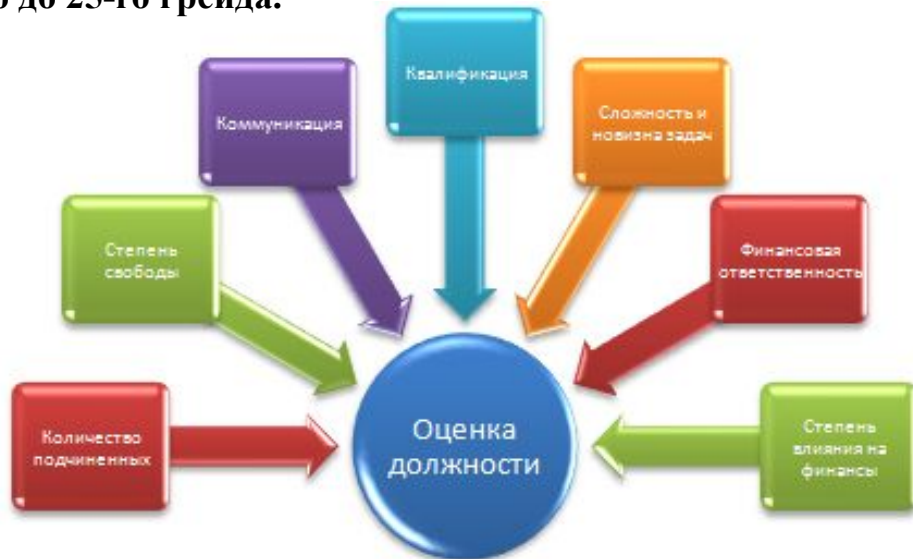 до 25-го грейда.
Квалификация
Коммуникация
Сложность и
новизна задач
Степень
свободы
Финансовая
ответственность
Количество
подчиненных
Оценка
должности
Степень
влияния на
финансы